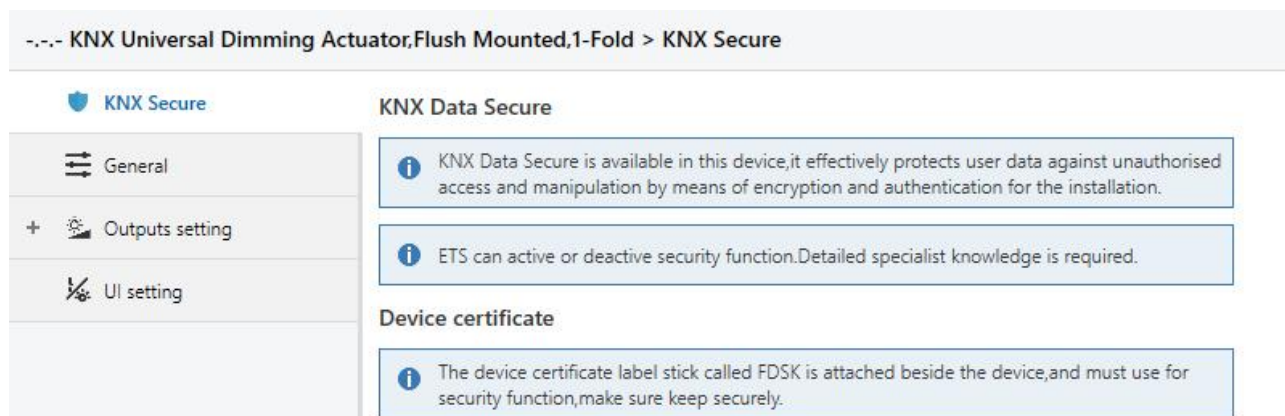 -.-.- KNX Universal Dimming Actuator,Flush Mounted,1-Fold > KNX Secure
KNX Secure
General
+ Outputs setting
UI setting
KNX Data Secure
KNX Data Secure is available in this device,it effectively protects user data against unauthorised
access and manipulation by means of encryption and authentication for the installation.
ETS can active or deactive security function.Detailed specialist knowledge is required.
Device certificate
The device certificate label stick called FDSK is attached beside the device,and must use for
security function,make sure keep securely.